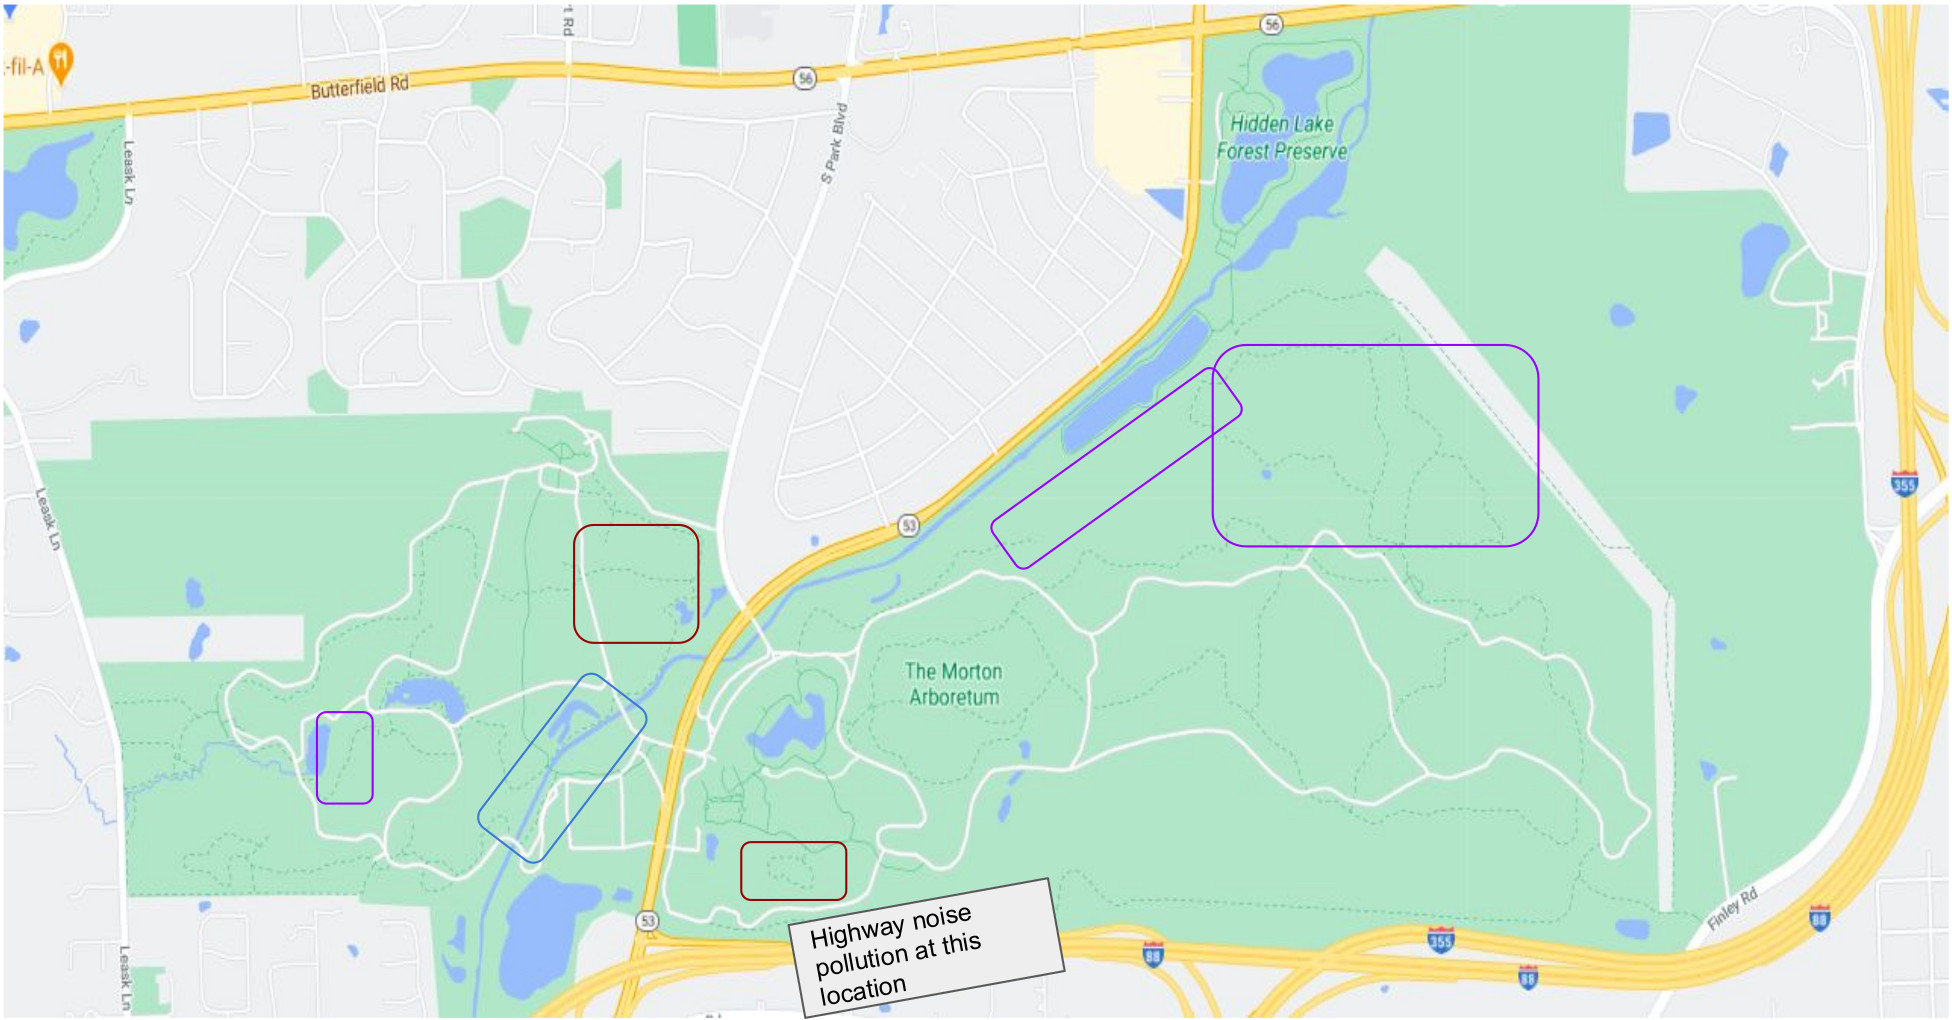 56
-fil-A
t Rd
56
Butterfield Rd
S Park Blvd
Hidden Lake
Forest Preserve
Leask Ln
355
Leask Ln
53
The Morton
Arboretum
53
Highway noise
pollution at this
location
88
355
88
88
Finley Rd
Leask Ln